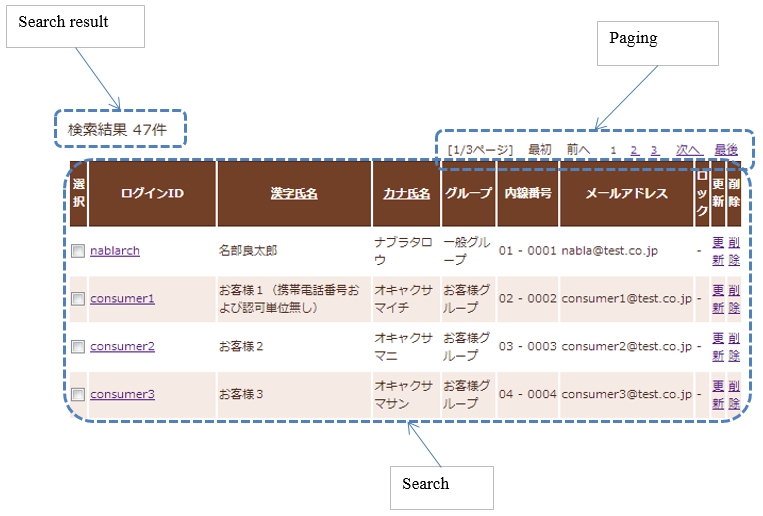 Search result
Paging
検索結果 47件
[1/3ページ] 最初 前へ 1 2 3 次へ 最後
選択 ログインID 漢字氏名 カナ氏名 グループ 内線番号 メールアドレス ロック 更新 削除
nablarch 名部良太郎 ナブラタロウ 一般グループ 01 - 0001 nabla@test.co.jp - 更新 削除
consumer1 お客様１（携帯電話番号および認可単位無し） オキャクサマイチ お客様グループ 02 - 0002 consumer1@test.co.jp - 更新 削除
consumer2 お客様２ オキャクサマニ お客様グループ 03 - 0003 consumer2@test.co.jp - 更新 削除
consumer3 お客様３ オキャクサマサン お客様グループ 04 - 0004 consumer3@test.co.jp - 更新 削除
Search